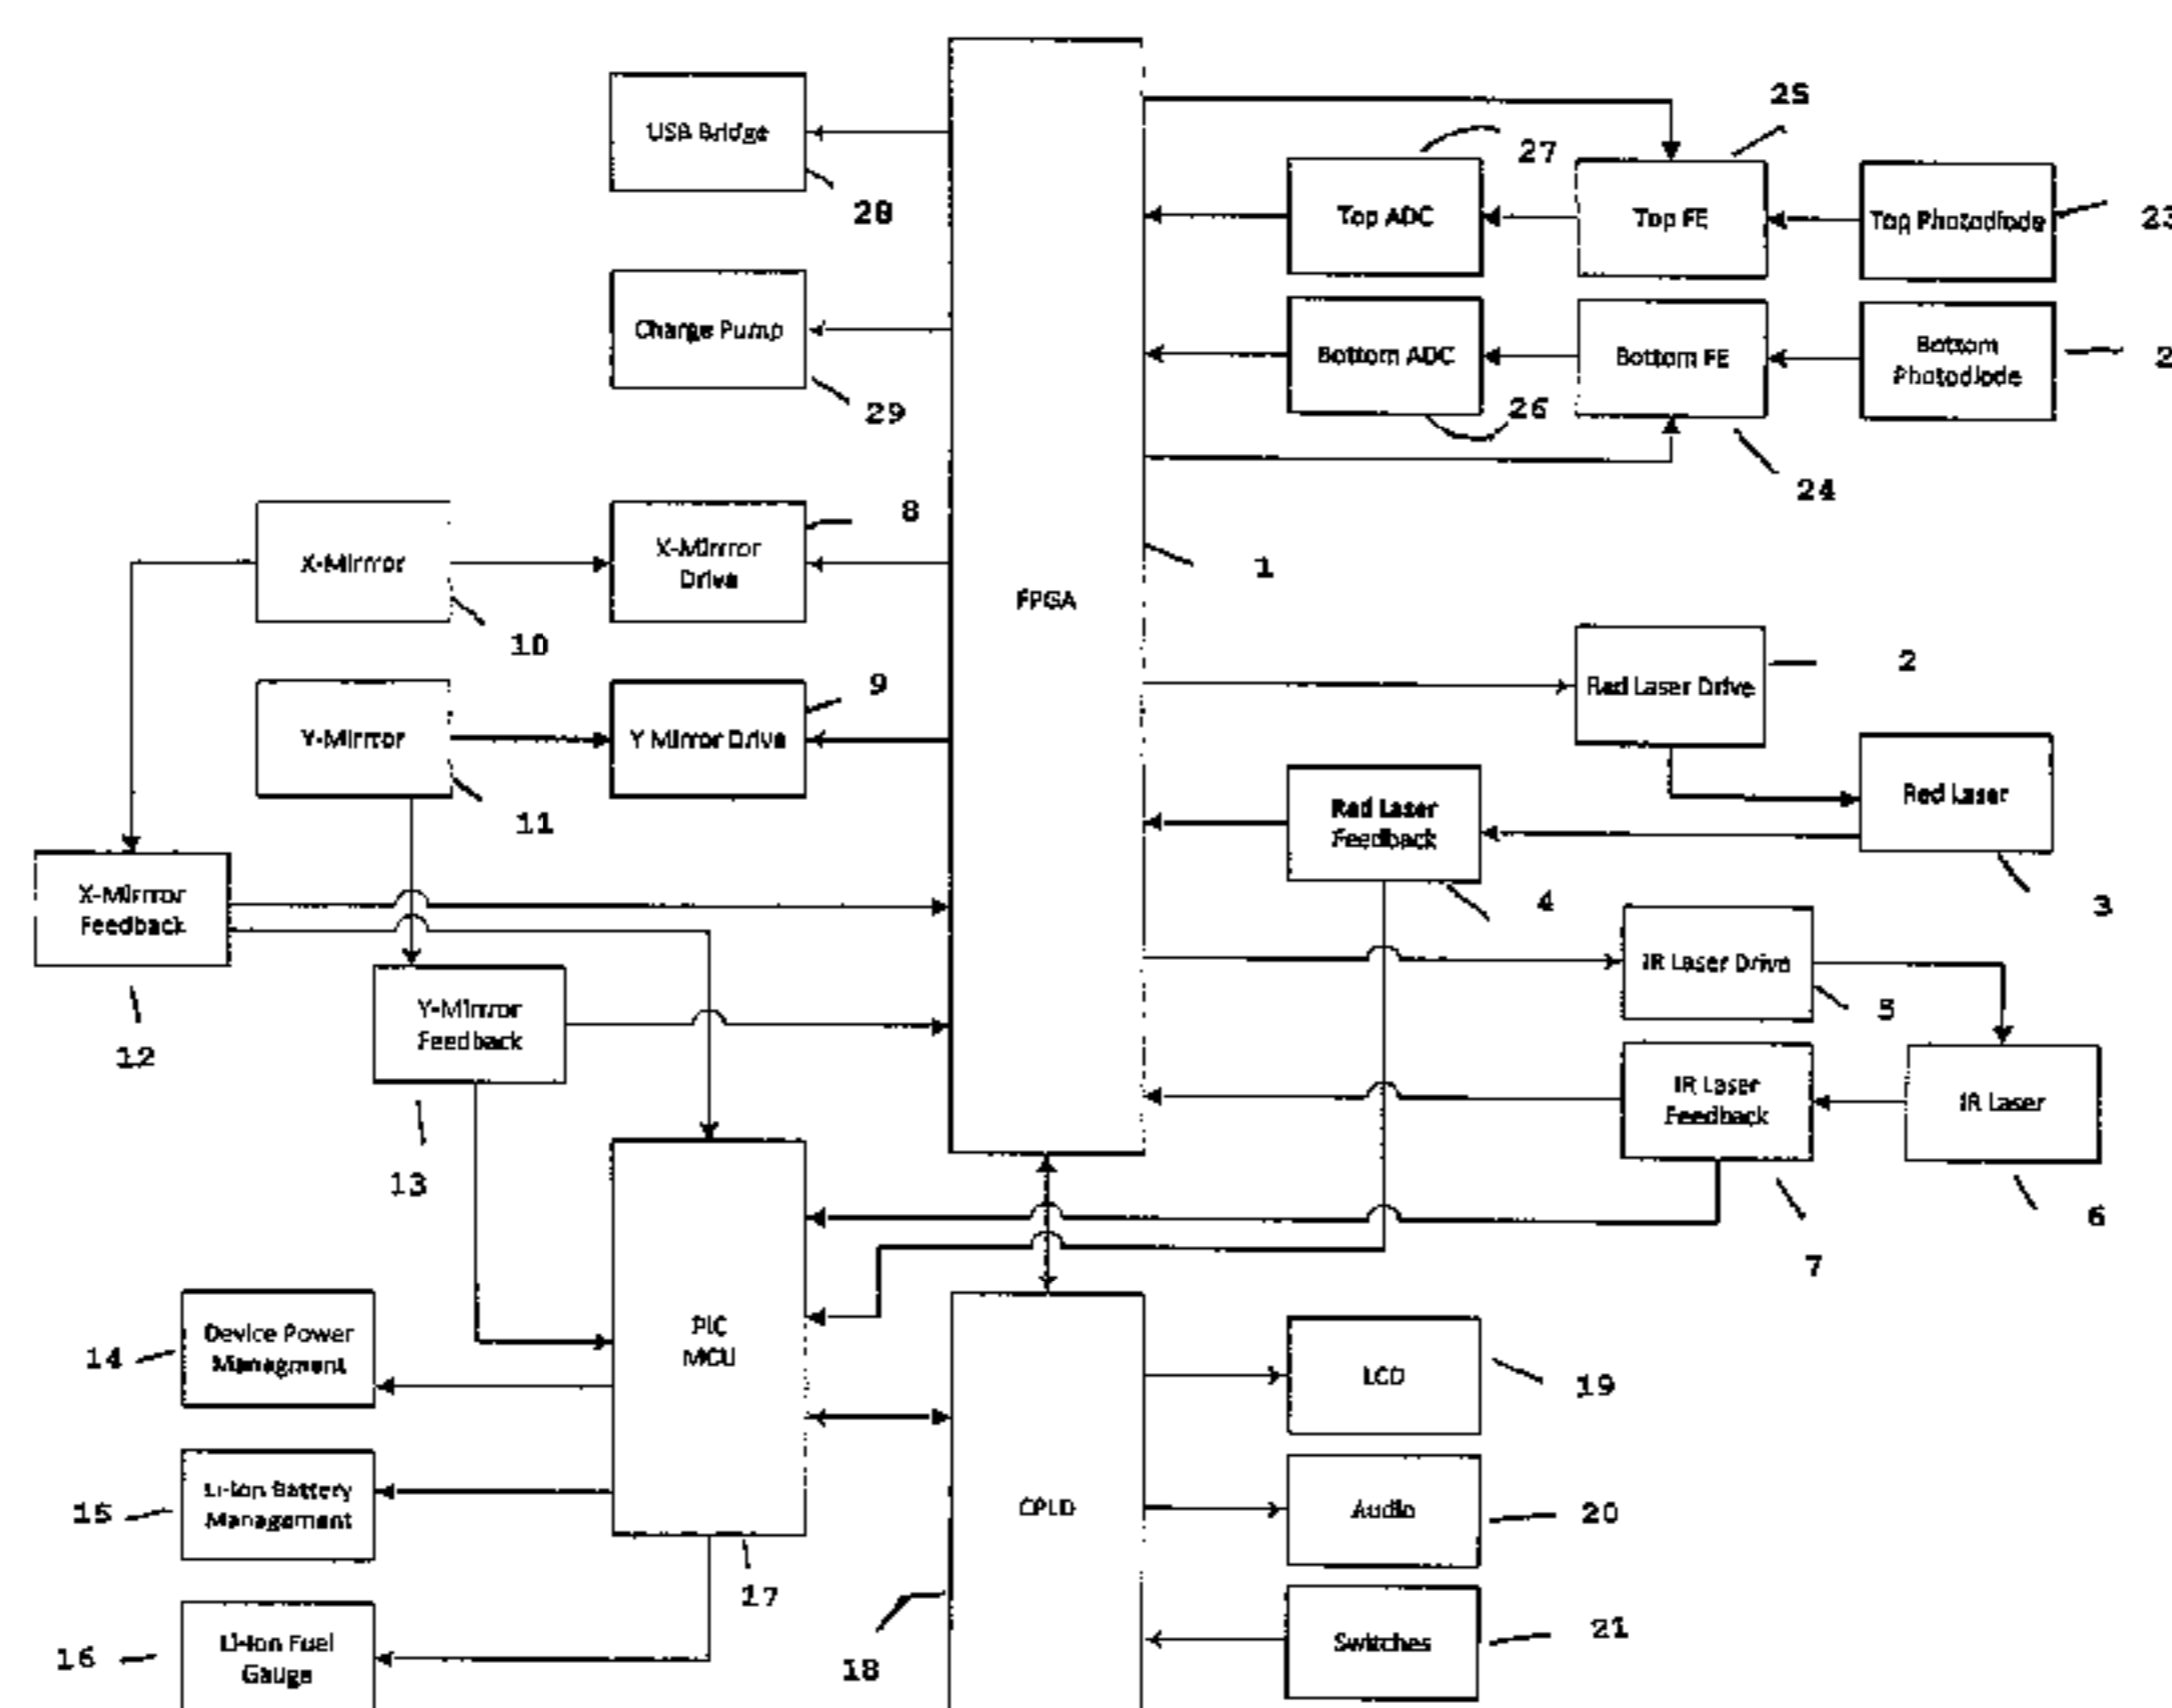 25
USB Bridge
27
28
Top ADC
Top FE
Top Photodiode
23
Charge Pump
29
Bottom ADC
Bottom FE
Bottom
Photodiode
26
24
8
X-Mirror
X-Mirror
Drive
10
1
FPGA
2
Red Laser Drive
9
Y-Mirror
Y Mirror Drive
11
Red Laser
Feedback
Red Laser
3
4
X-Mirror
Feedback
12
IR Laser Drive
5
Y-Mirror
Feedback
13
IR Laser
Feedback
IR Laser
6
7
14
Device Power
Managment
PIC
MCU
LCD
19
15
Li-Ion Battery
Management
CPLD
Audio
20
17
16
Li-Ion Fuel
Gauge
18
Switches
21